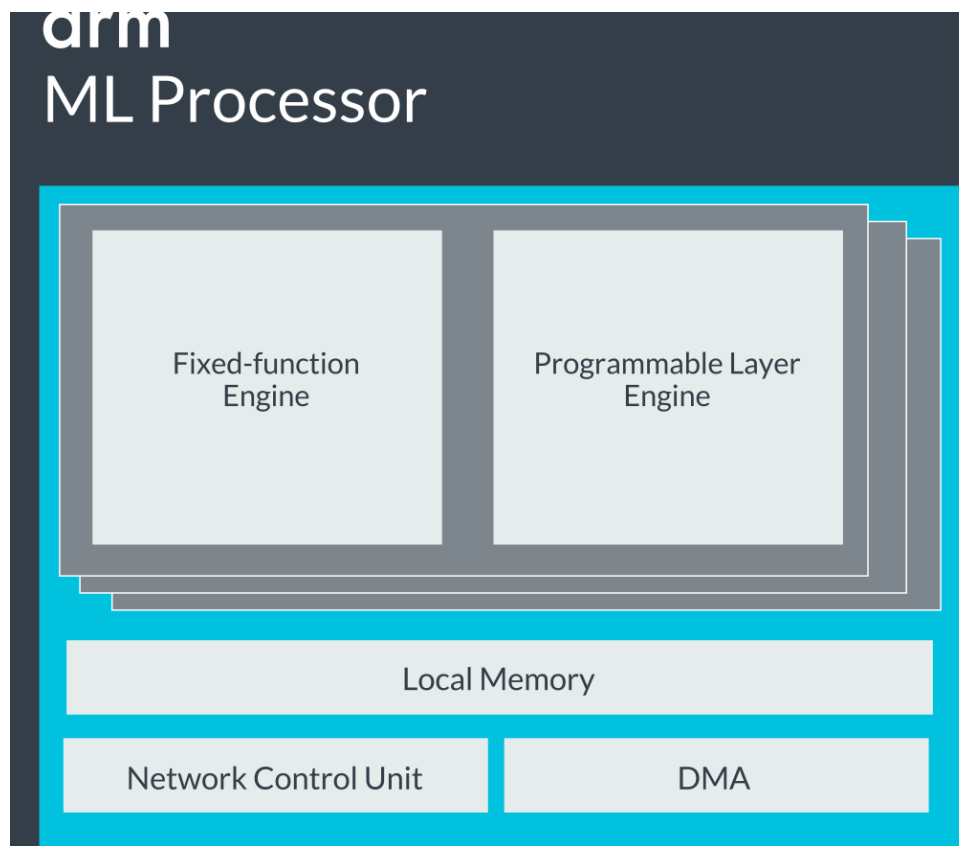 arm
ML Processor
Fixed-function
Engine
Programmable Layer
Engine
Local Memory
Network Control Unit
DMA